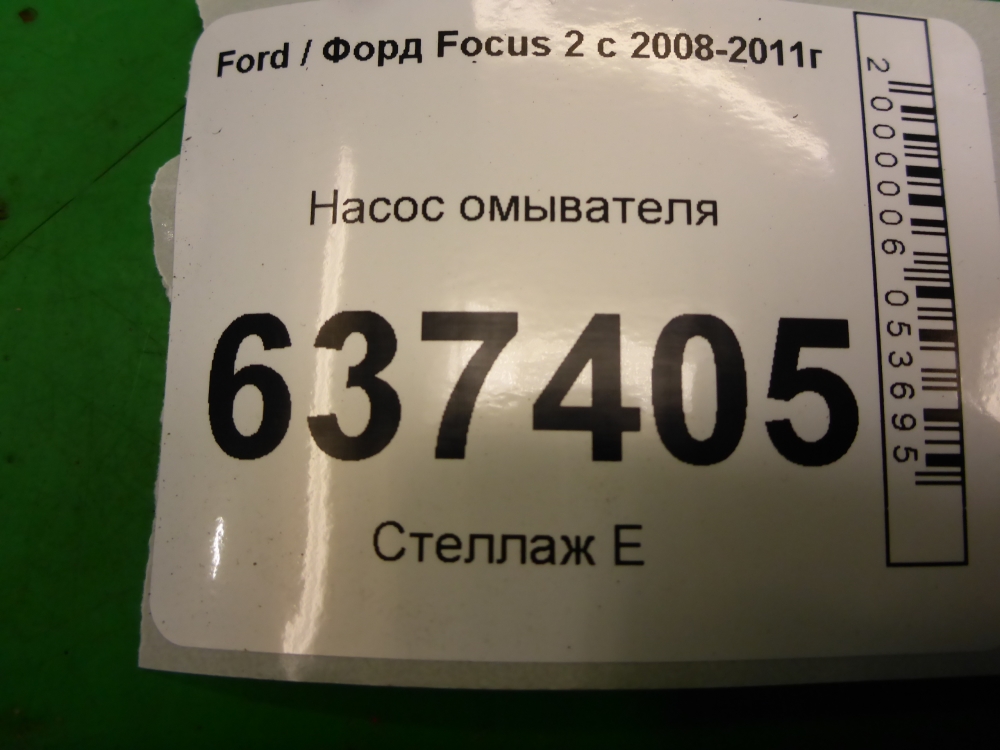 Ford / Форд Focus 2 с 2008-2011г
Насос омывателя
637405
Стеллаж Е
2000006053695